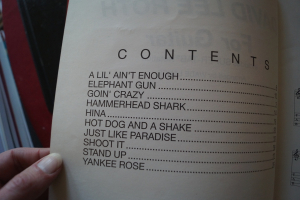 CONTENTS
A LIL' AIN'T ENOUGH
ELEPHANT GUN
GOIN' CRAZY
HAMMERHEAD SHARK
HINA
HOT DOG AND A SHAKE
JUST LIKE PARADISE
SHOOT IT
STAND UP
YANKEE ROSE